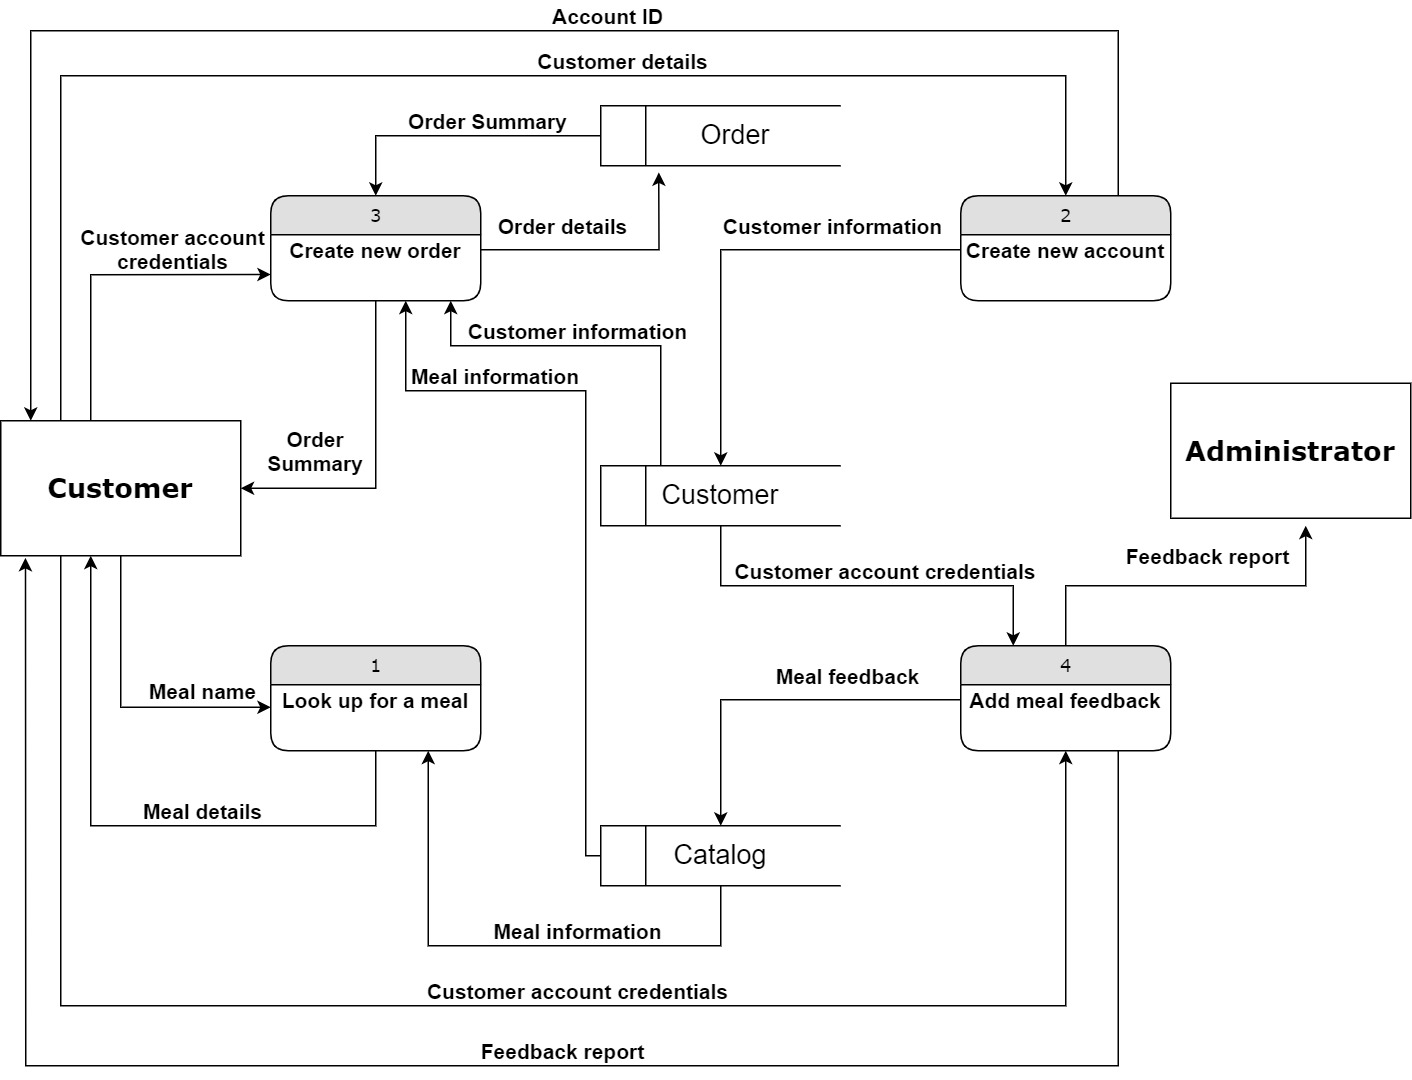 Account ID
Customer details
Order Summary
Order
3
Create new order
Order details
Customer account
credentials
Customer information
2
Create new account
Customer information
Meal information
Order
Summary
Customer
Customer
Administrator
Customer account credentials
Feedback report
Meal name
1
Look up for a meal
Meal feedback
4
Add meal feedback
Meal details
Catalog
Meal information
Customer account credentials
Feedback report